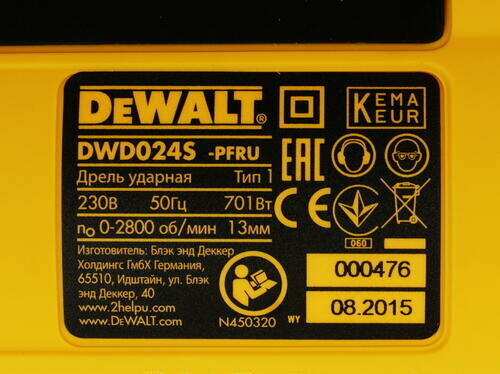 DEWALT®
KEMA
KEUR
DWD024S -PFRU
EAC
Дрель ударная Тип 1
230В 50Гц 701Вт
CE
n₀ 0-2800 об/мин 13мм
060
Изготовитель: Блэк энд Деккер
Холдингс ГмбХ Германия,
65510, Идштайн, ул. Блэк
энд Деккер, 40
www.2helpu.com
www.DEWALT.com
N450320
WY
000476
08.2015